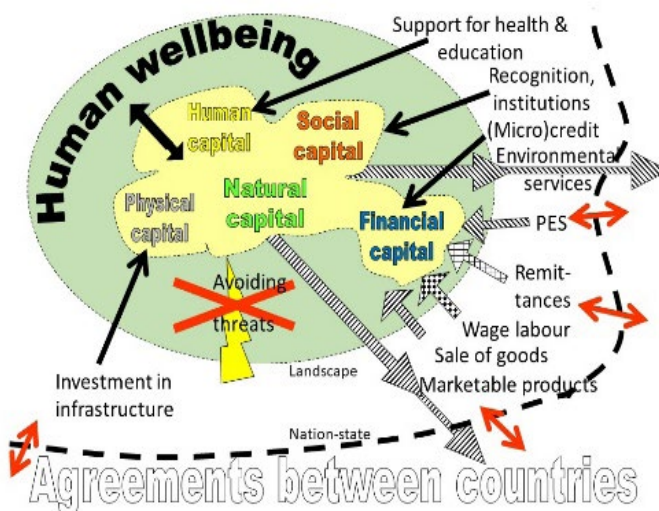 Human wellbeing
Support for health &
education
Recognition,
institutions
(Micro)credit
Environmental
services
Human
capital
Social
capital
Natural
capital
Physical
capital
Financial
capital
PES
Remit-
tances
Wage labour
Sale of goods
Marketable products
Avoiding
threats
Investment in
infrastructure
Landscape
Nation-state
Agreements between countries